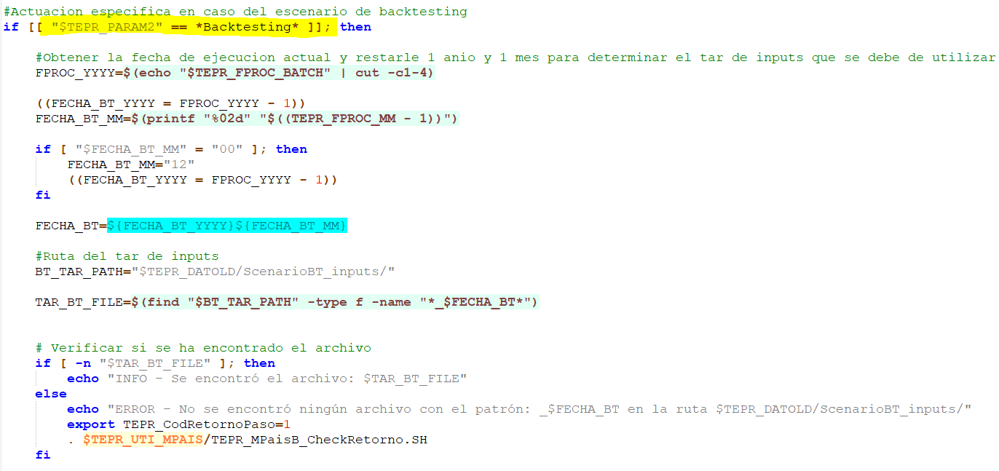 #Actuacion especifica en caso del escenario de backtesting
if [[ "$TEPR_PARAM2" == *Backtesting* ]]; then
#Obtener la fecha de ejecucion actual y restarle 1 anio y 1 mes para determinar el tar de inputs que se debe de utilizar
FPROC_YYYY=$(echo "$TEPR_FPROC_BATCH" | cut -c1-4)
((FECHA_BT_YYYY = FPROC_YYYY - 1))
FECHA_BT_MM=$(printf "%02d" "$((TEPR_FPROC_MM - 1))")
if [ "$FECHA_BT_MM" = "00" ]; then
FECHA_BT_MM="12"
((FECHA_BT_YYYY = FPROC_YYYY - 1))
fi
FECHA_BT=${FECHA_BT_YYYY}${FECHA_BT_MM}
#Ruta del tar de inputs
BT_TAR_PATH="$TEPR_DATOLD/ScenarioBT_inputs/"
TAR_BT_FILE=$(find "$BT_TAR_PATH" -type f -name "*_$FECHA_BT*")
# Verificar si se ha encontrado el archivo
if [ -n "$TAR_BT_FILE" ]; then
echo "INFO - Se encontró el archivo: $TAR_BT_FILE"
else
echo "ERROR - No se encontró ningún archivo con el patrón: _$FECHA_BT en la ruta $TEPR_DATOLD/ScenarioBT_inputs/"
export TEPR_CodRetornoPaso=1
. $TEPR_UTI_MPAIS/TEPR_MPaisB_CheckRetorno.SH
fi